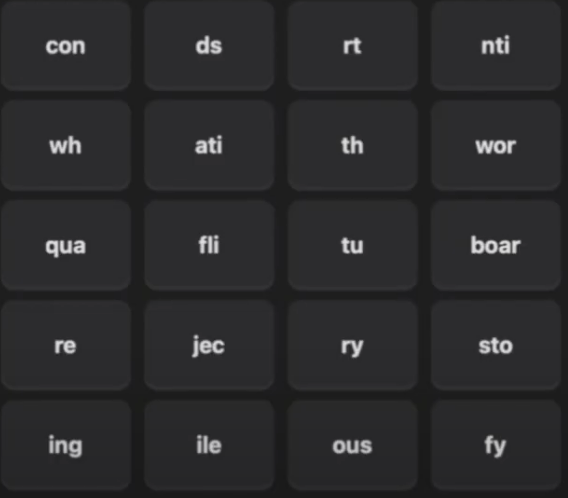 con ds rt nti
wh ati th wor
qua fli tu boar
re jec ry sto
ing ile ous fy